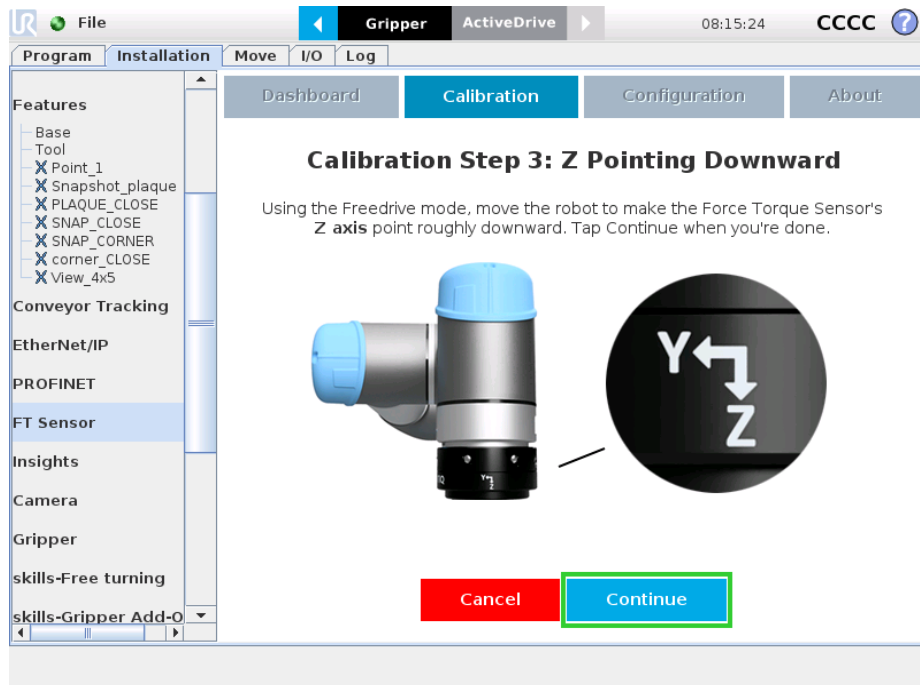 UR File Gripper ActiveDrive 08:15:24 CCCC ?
Program Installation Move I/O Log
Features
Base
Tool
Point_1
Snapshot_plaque
PLAQUE_CLOSE
SNAP_CLOSE
SNAP_CORNER
corner_CLOSE
View_4x5
Conveyor Tracking
EtherNet/IP
PROFINET
FT Sensor
Insights
Camera
Gripper
skills-Free turning
skills-Gripper Add-O
Dashboard Calibration Configuration About
Calibration Step 3: Z Pointing Downward
Using the Freedrive mode, move the robot to make the Force Torque Sensor's
Z axis point roughly downward. Tap Continue when you're done.
Y
Z
Y
Z
Cancel Continue